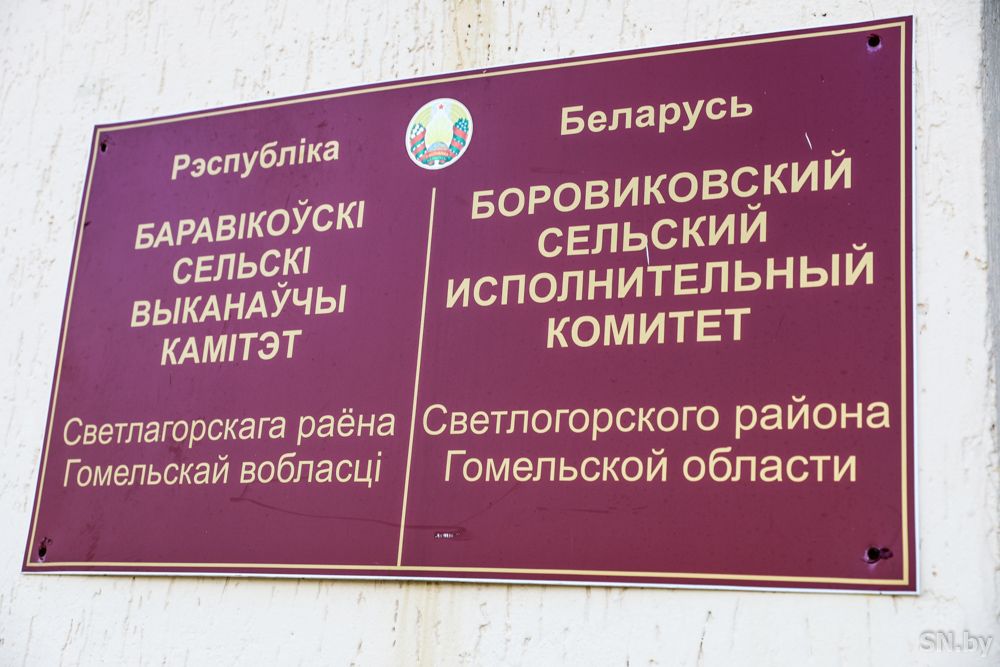 Рэспубліка
БАРАВІКОЎСКІ
СЕЛЬСКІ
ВЫКАНАЎЧЫ
КАМІТЭТ
Светлагорскага раёна
Гомельскай вобласці
Беларусь
БОРОВИКОВСКИЙ
СЕЛЬСКИЙ
ИСПОЛНИТЕЛЬНЫЙ
КОМИТЕТ
Светлогорского района
Гомельской области
SN.by